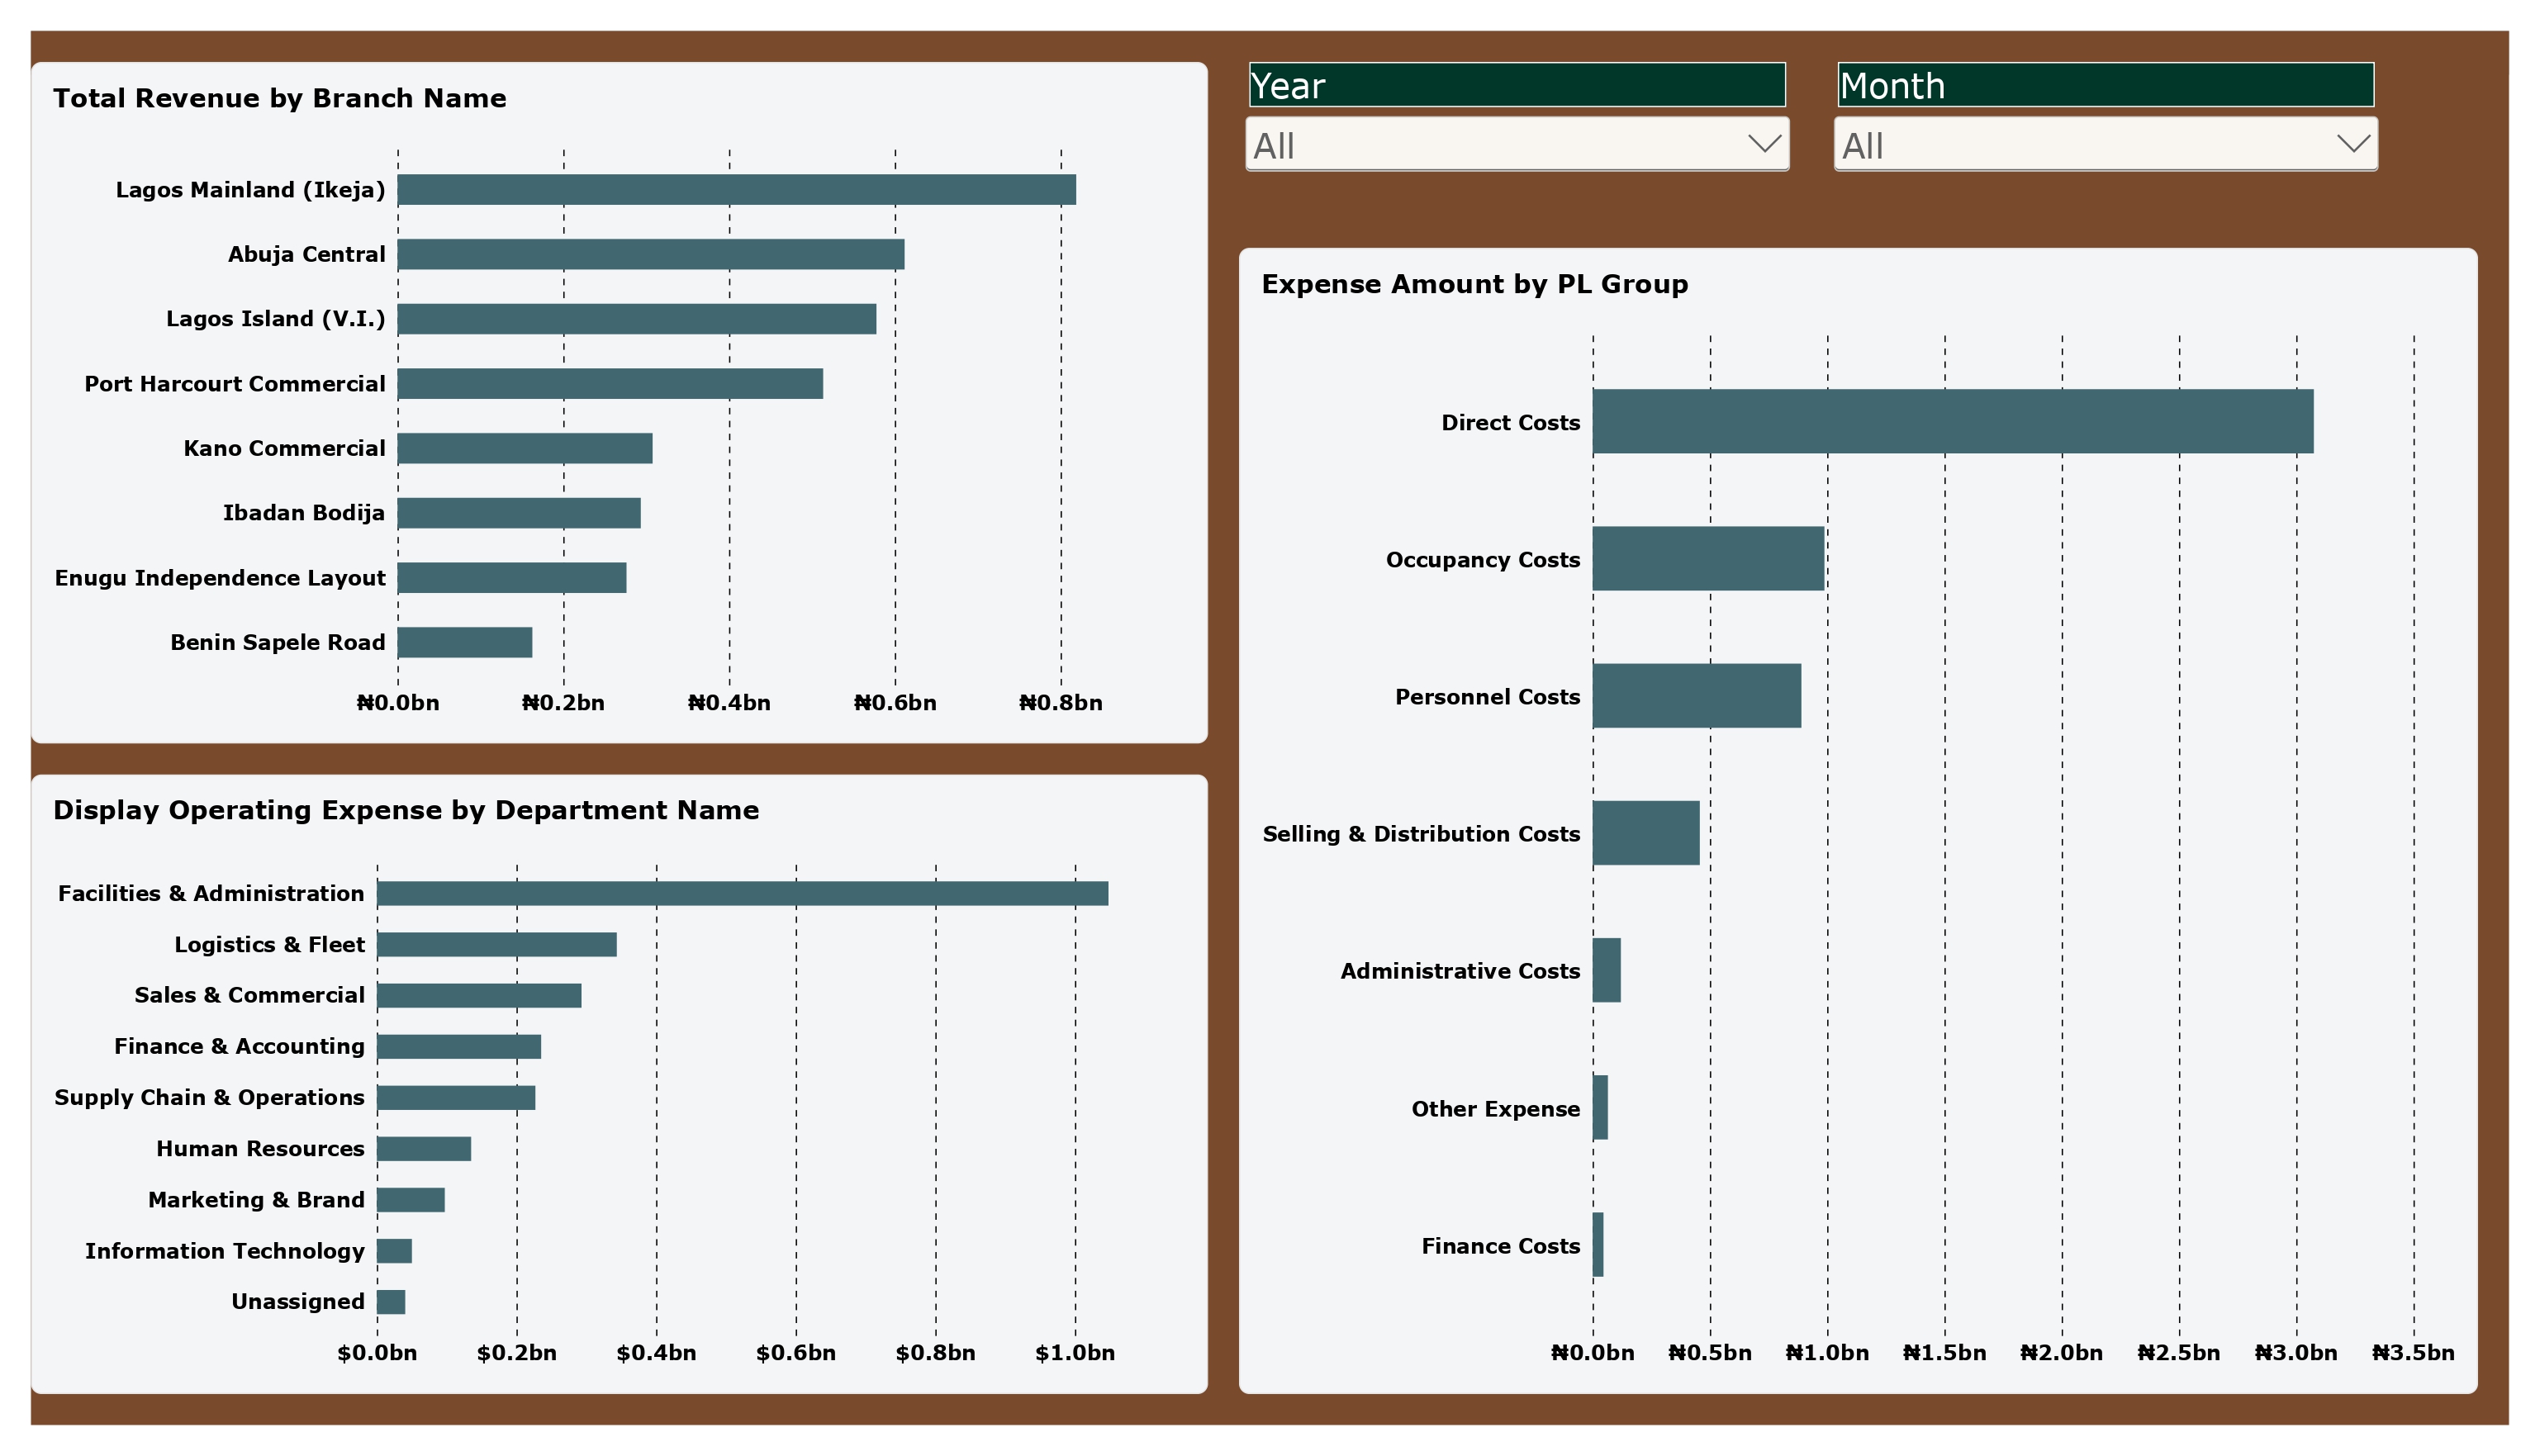 Total Revenue by Branch Name
Lagos Mainland (Ikeja)
Abuja Central
Lagos Island (V.I.)
Port Harcourt Commercial
Kano Commercial
Ibadan Bodija
Enugu Independence Layout
Benin Sapele Road
₦0.0bn ₦0.2bn ₦0.4bn ₦0.6bn ₦0.8bn
Year
All
Month
All
Display Operating Expense by Department Name
Facilities & Administration
Logistics & Fleet
Sales & Commercial
Finance & Accounting
Supply Chain & Operations
Human Resources
Marketing & Brand
Information Technology
Unassigned
$0.0bn $0.2bn $0.4bn $0.6bn $0.8bn $1.0bn
Expense Amount by PL Group
Direct Costs
Occupancy Costs
Personnel Costs
Selling & Distribution Costs
Administrative Costs
Other Expense
Finance Costs
₦0.0bn ₦0.5bn ₦1.0bn ₦1.5bn ₦2.0bn ₦2.5bn ₦3.0bn ₦3.5bn